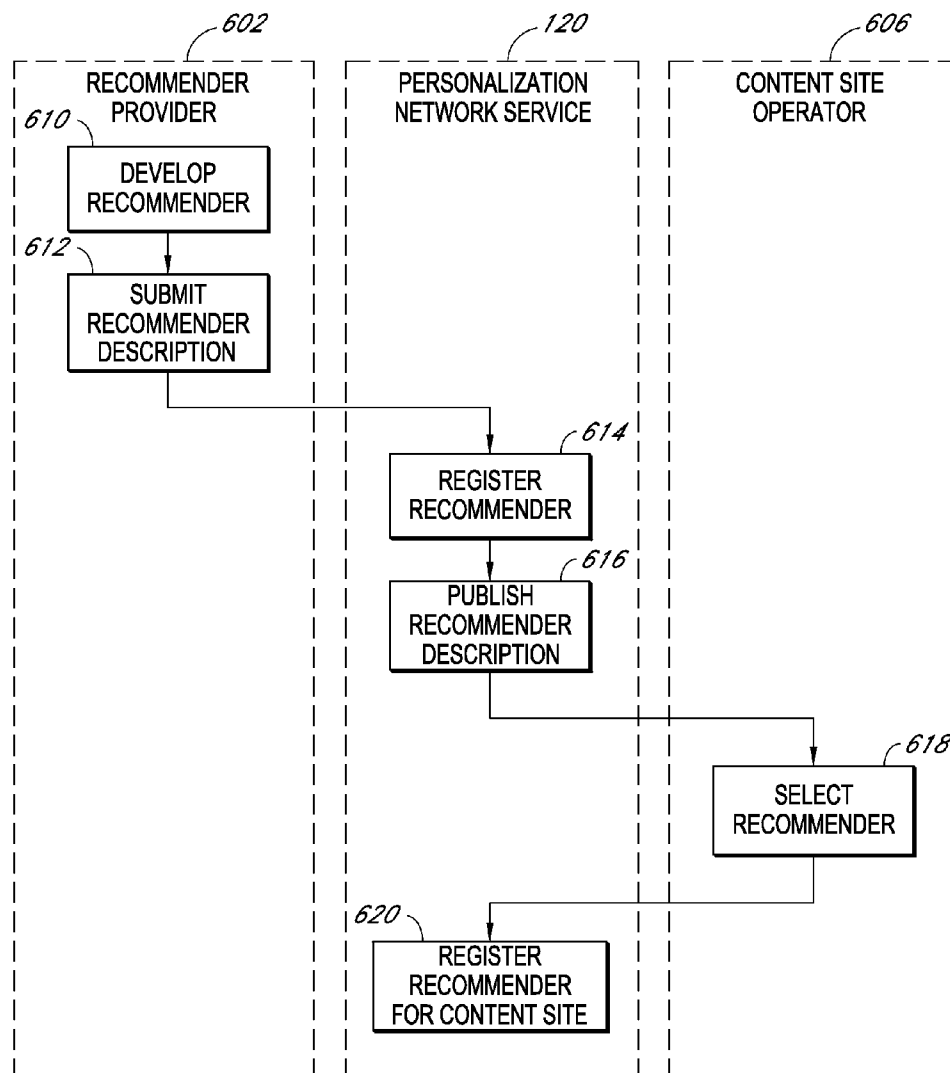 602
120
606
RECOMMENDER
PROVIDER
PERSONALIZATION
NETWORK SERVICE
CONTENT SITE
OPERATOR
610
DEVELOP
RECOMMENDER
612
SUBMIT
RECOMMENDER
DESCRIPTION
614
REGISTER
RECOMMENDER
616
PUBLISH
RECOMMENDER
DESCRIPTION
618
SELECT
RECOMMENDER
620
REGISTER
RECOMMENDER
FOR CONTENT SITE